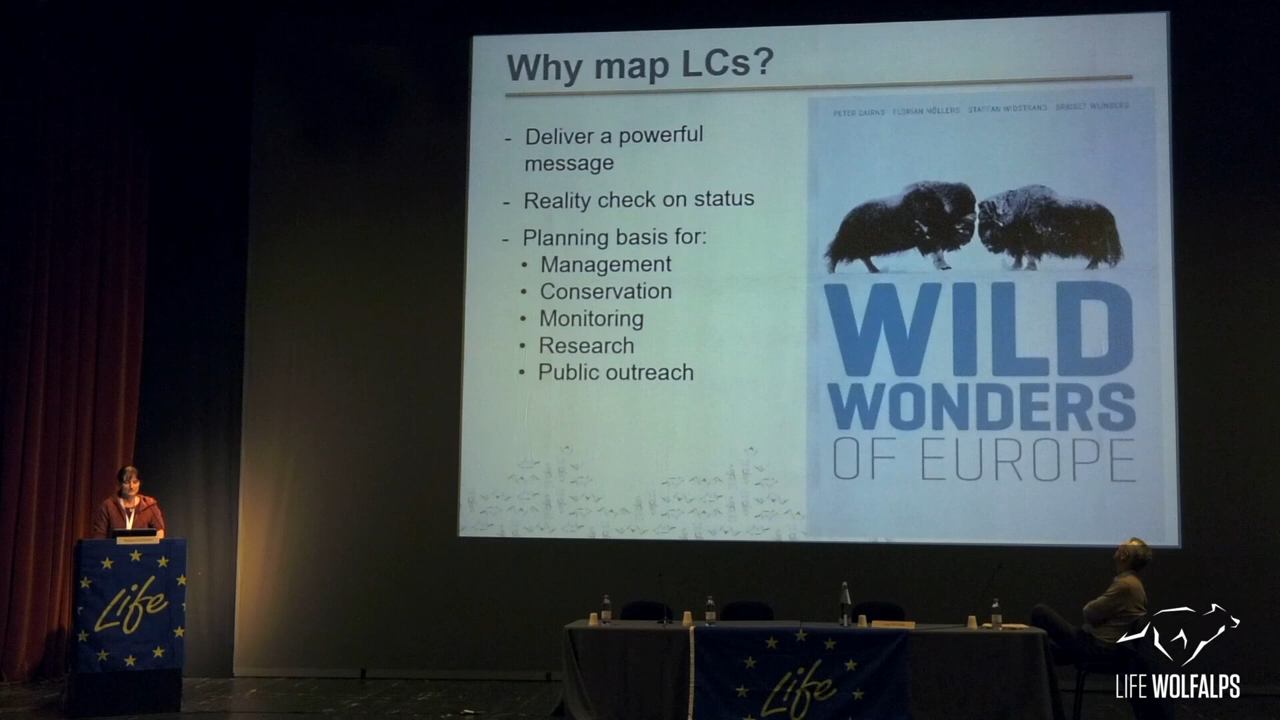 Why map LCs?
- Deliver a powerful
message
- Reality check on status
- Planning basis for:
• Management
• Conservation
• Monitoring
• Research
• Public outreach
PETER CAIRNS FLORIAN MÖLLERS STAFFAN WIDSTRAND BRIDGET WIJNBERG
WILD
WONDERS
OF EUROPE
Life
Life
LIFE WOLFALPS